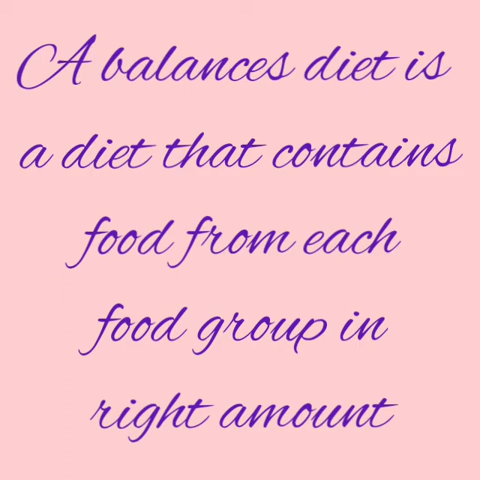 A balances diet is
a diet that contains
food from each
food group in
right amount